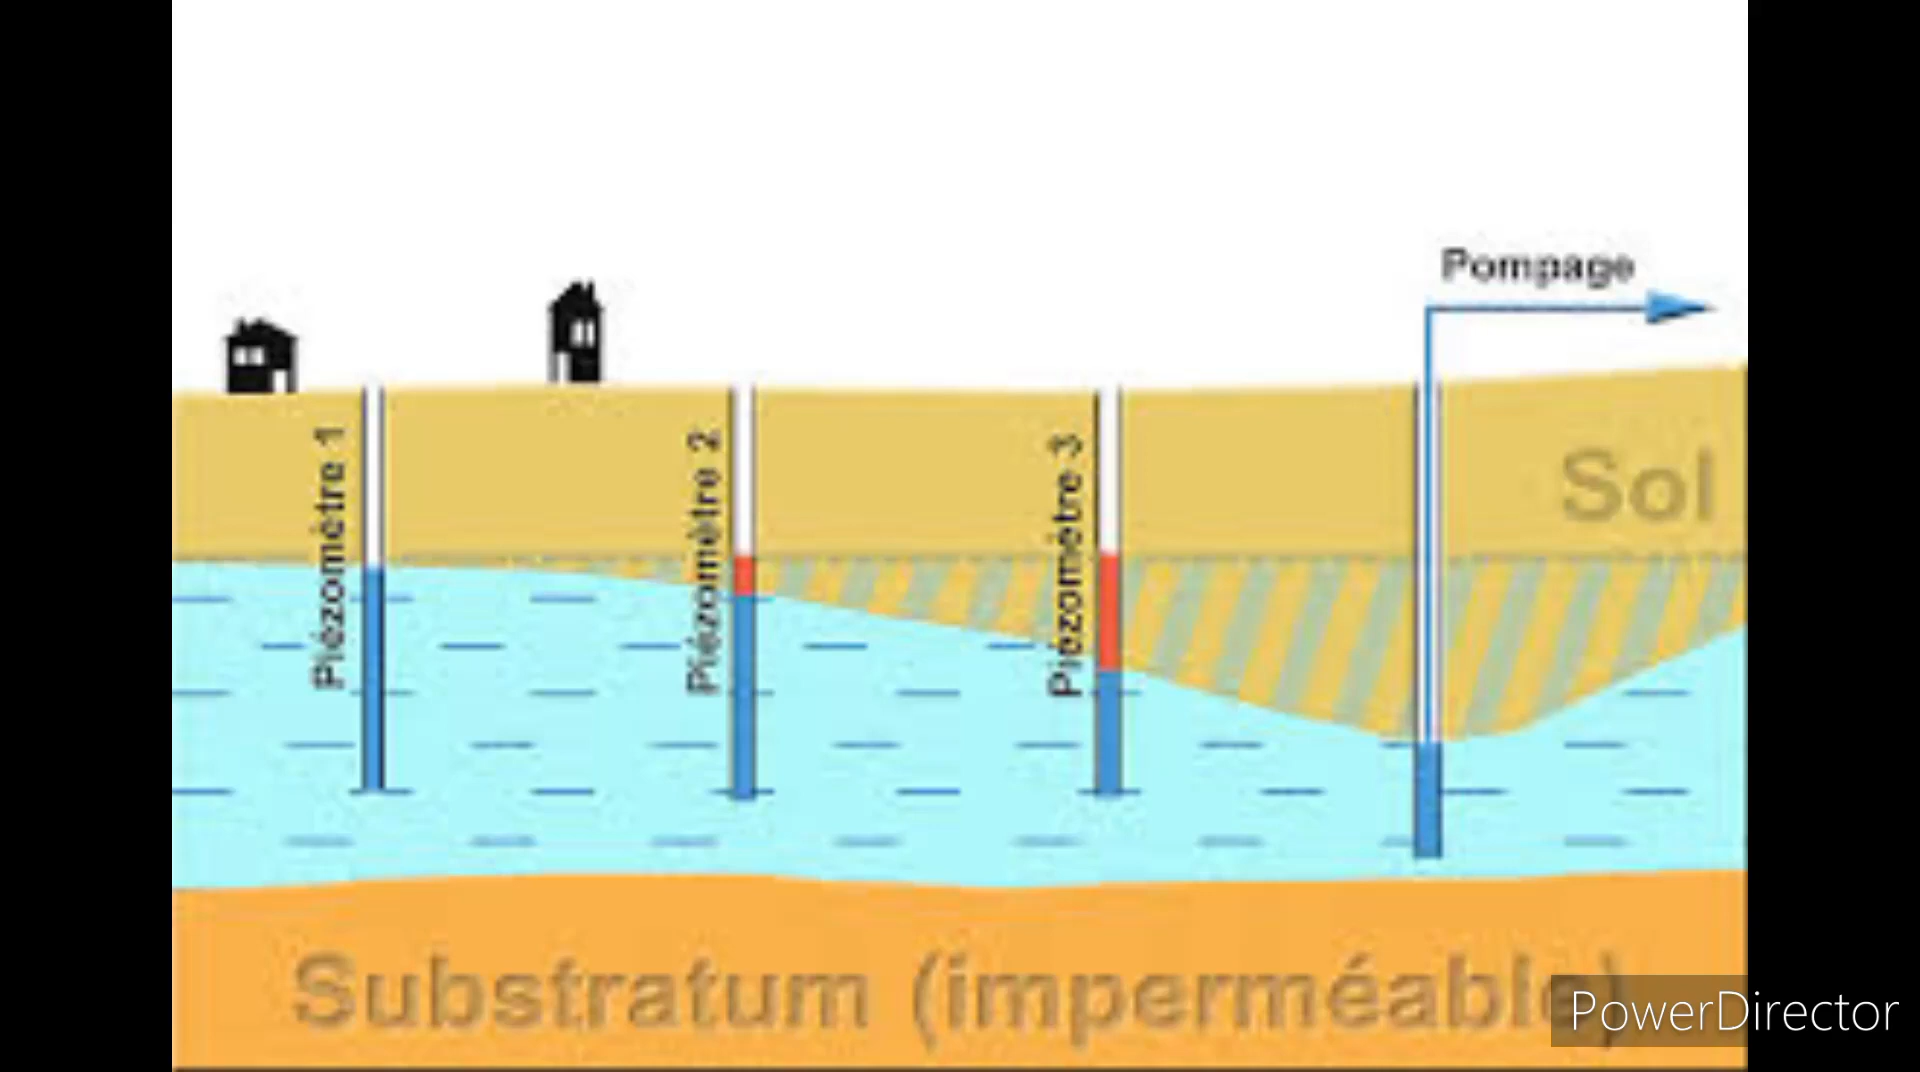 Pompage
Piézomètre 1
Piézomètre 2
Piézomètre 3
Sol
Substratum (imperméable)
PowerDirector